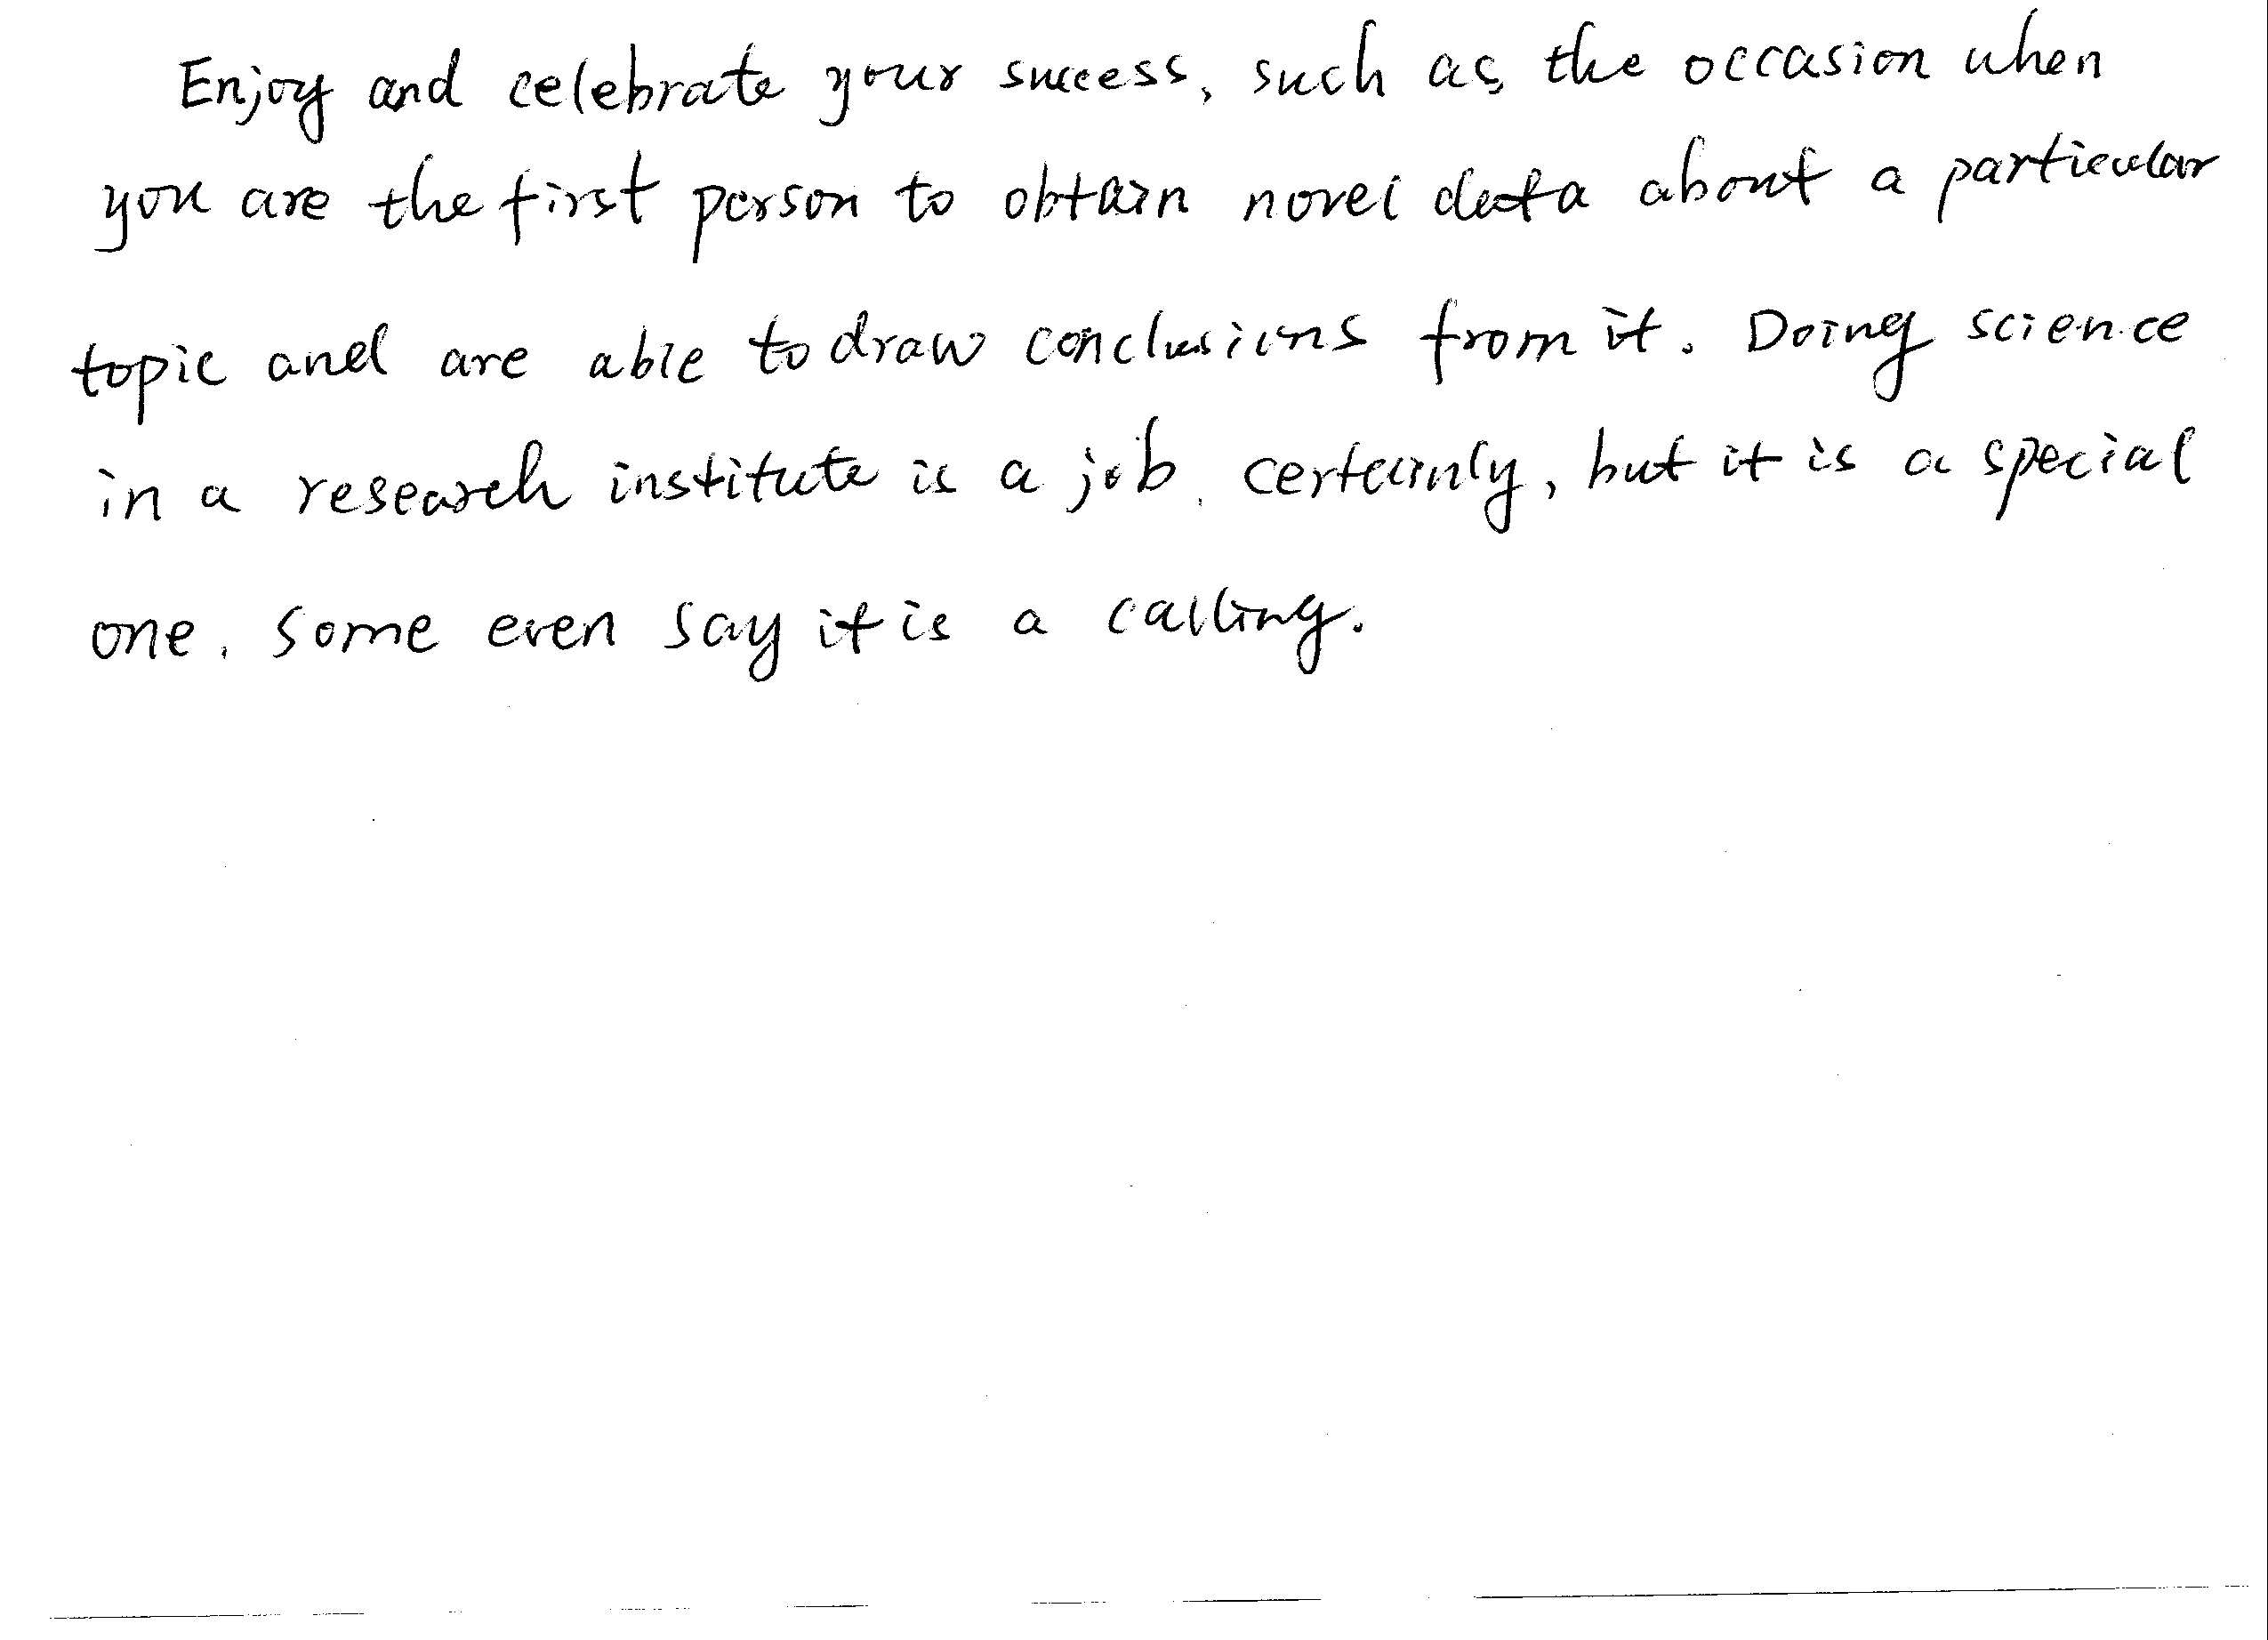 Enjoy and celebrate your success, such as the occasion when
you are the first person to obtain novel data about a particular
topic and are able to draw conclusions from it. Doing science
in a research institute is a job, certainly, but it is a special
one, some even say it is a calling.